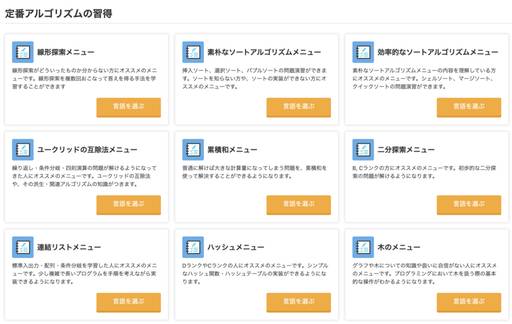 定番アルゴリズムの習得
線形探索メニュー
線形探索がどういったものか分からない方にオススメのメニ
ューです。線形探索を複数回おこなって答えを得る手法を学
習することができます
言語を選ぶ
素朴なソートアルゴリズムメニュー
挿入ソート、選択ソート、バブルソートの問題演習ができま
す。ソートを知らない方や、ソートの実装ができない方にオ
ススメのメニューです。
言語を選ぶ
効率的なソートアルゴリズムメニュー
素朴なソートアルゴリズムメニューの内容を理解している方
にオススメのメニューです。シェルソート、マージソート、
クイックソートの問題演習ができます。
言語を選ぶ
ユークリッドの互除法メニュー
繰り返し・条件分岐・四則演算の問題が解けるようになって
きた人にオススメのメニューです。ユークリッドの互除法
や、その派生・関連アルゴリズムの知識がつきます。
言語を選ぶ
累積和メニュー
普通に解けば大きな計算量になってしまう問題を、累積和を
使って解決することができるようになります。
言語を選ぶ
二分探索メニュー
B, Cランクの方にオススメのメニューです。初歩的な二分探
索の問題が解けるようになります。
言語を選ぶ
連結リストメニュー
標準入出力・配列・条件分岐を学習した人にオススメのメニ
ューです。少し複雑で長いプログラムを手順を考えながら実
装できるようになります。
言語を選ぶ
ハッシュメニュー
DランクやCランクの人にオススメのメニューです。シンプル
なハッシュ関数・ハッシュテーブルの実装ができるようにな
ります。
言語を選ぶ
木のメニュー
グラフや木についての知識や扱いに自信がない人にオススメ
のメニューです。プログラミングにおいて木を扱う際の基本
的な操作がわかるようになります。
言語を選ぶ